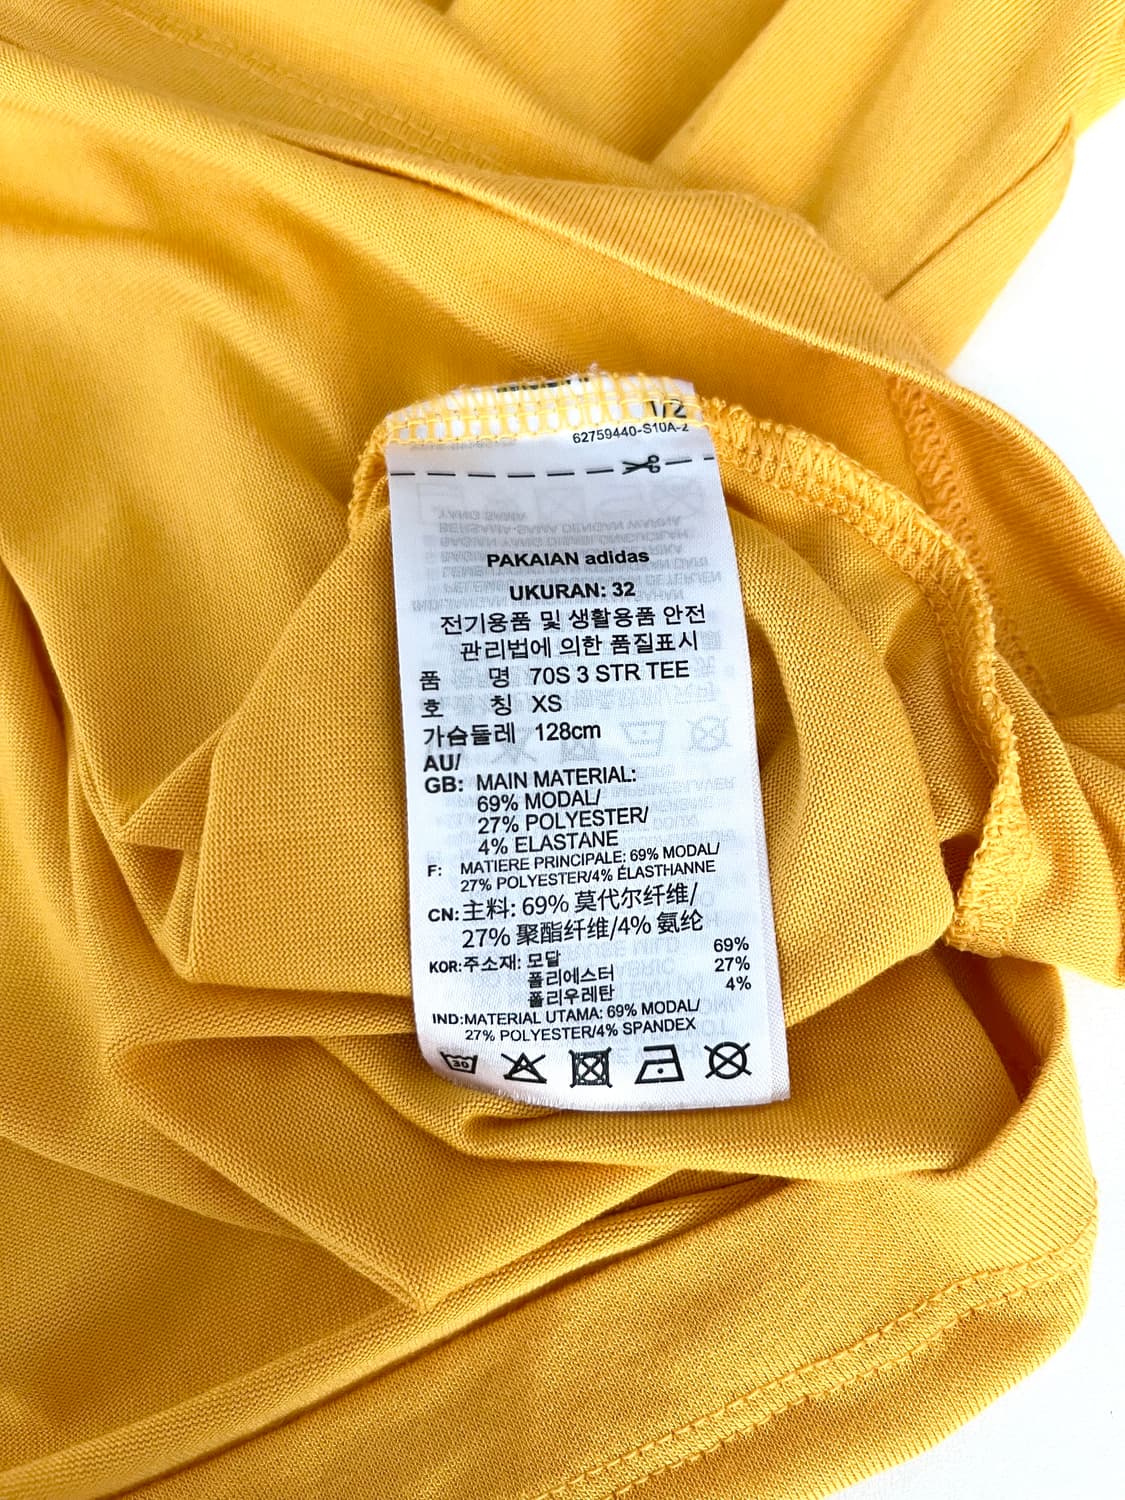 1/2
62759440-S10A-2
PAKAIAN adidas
UKURAN: 32
전기용품 및 생활용품 안전
관리법에 의한 품질표시
품 명 70S 3 STR TEE
호 칭 XS
가슴둘레 128cm
AU/
GB: MAIN MATERIAL:
69% MODAL/
27% POLYESTER/
4% ELASTANE
F: MATIERE PRINCIPALE: 69% MODAL/
27% POLYESTER/4% ÉLASTHANNE
CN: 主料: 69% 莫代尔纤维/
27% 聚酯纤维/4% 氨纶
KOR: 주소재: 모달 69%
폴리에스터 27%
폴리우레탄 4%
IND: MATERIAL UTAMA: 69% MODAL/
27% POLYESTER/4% SPANDEX
30